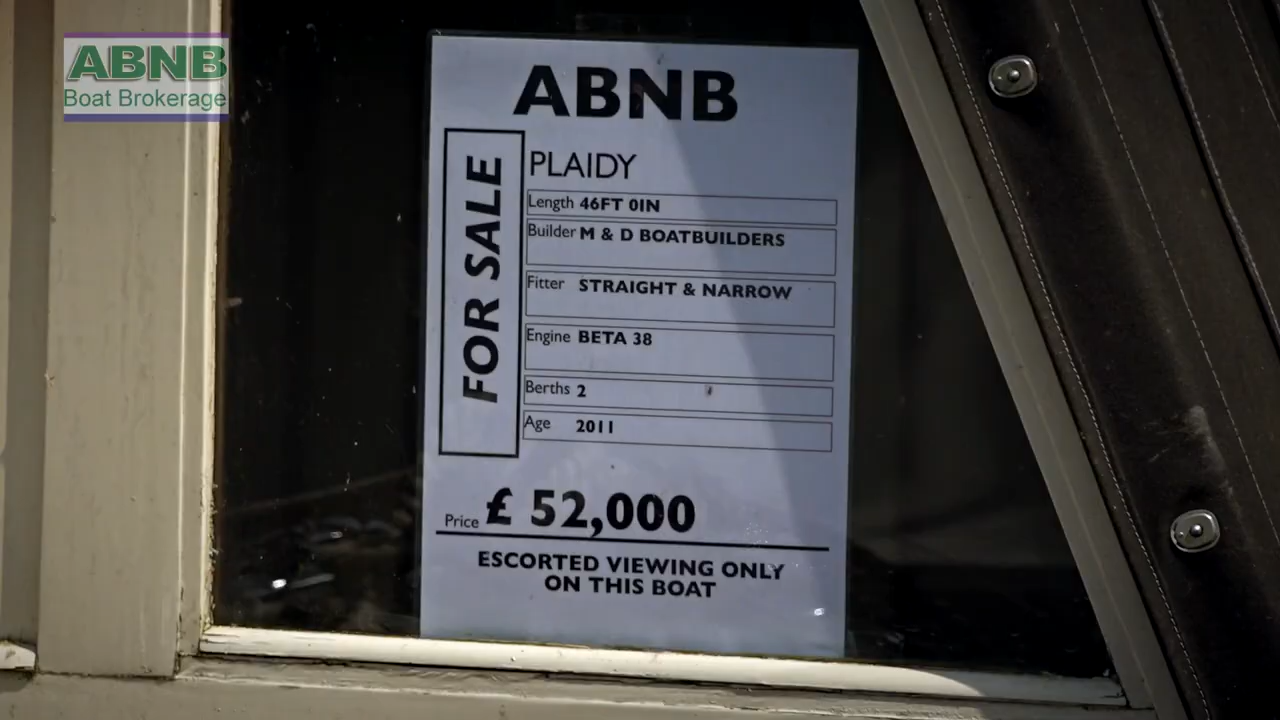 ABNB
Boat Brokerage
ABNB
FOR SALE
PLAIDY
Length 46FT 0IN
Builder M & D BOATBUILDERS
Fitter STRAIGHT & NARROW
Engine BETA 38
Berths 2
Age 2011
Price £ 52,000
ESCORTED VIEWING ONLY
ON THIS BOAT